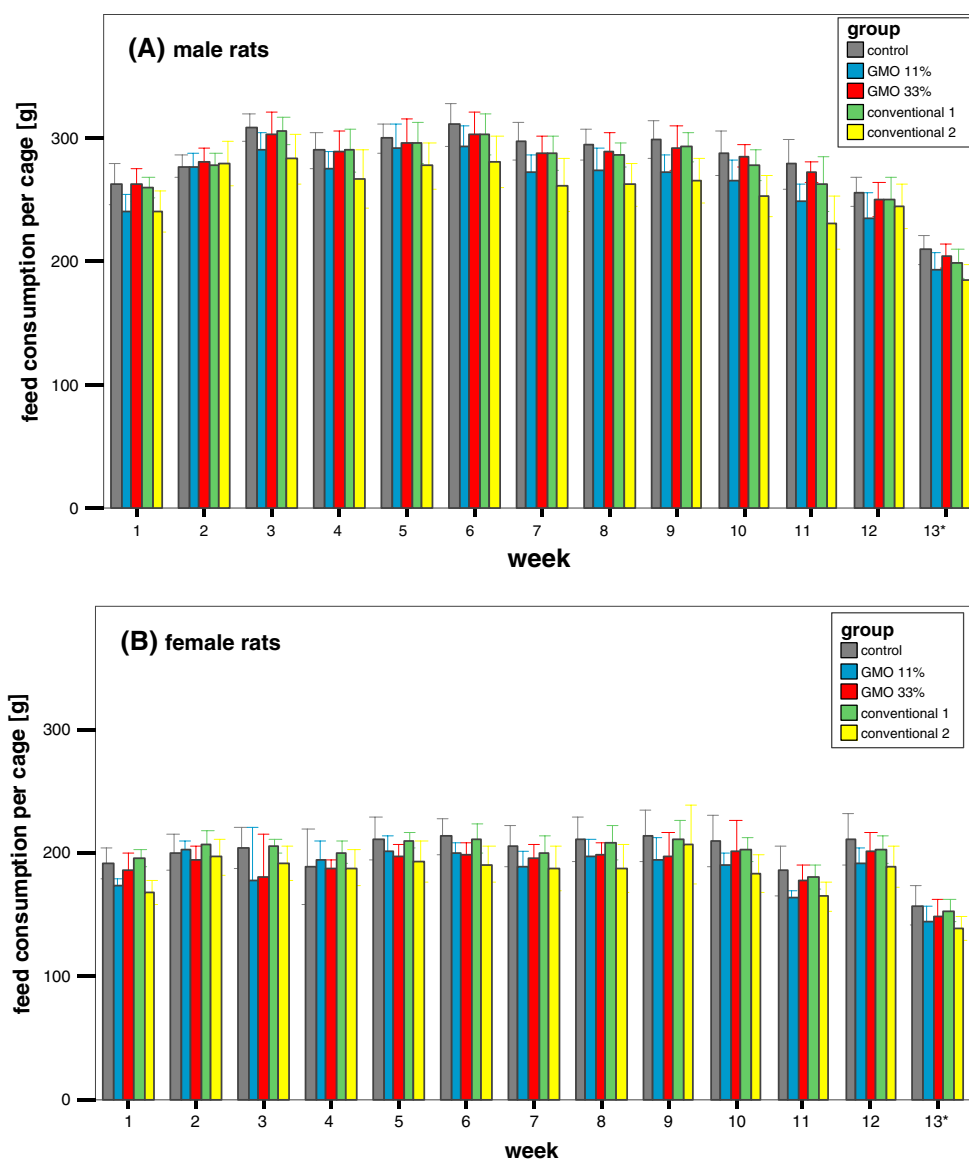 (A) male rats
group
control
GMO 11%
GMO 33%
conventional 1
conventional 2
feed consumption per cage [g]
300
200
100
0
1 2 3 4 5 6 7 8 9 10 11 12 13*
week
(B) female rats
group
control
GMO 11%
GMO 33%
conventional 1
conventional 2
feed consumption per cage [g]
300
200
100
0
1 2 3 4 5 6 7 8 9 10 11 12 13*
week